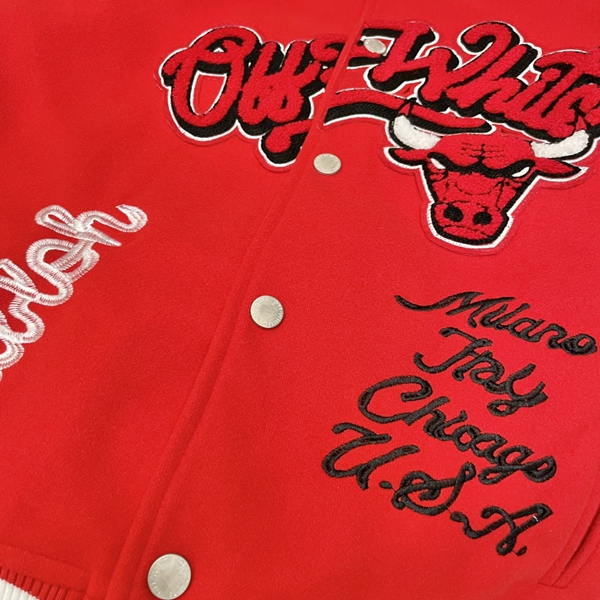 Off-White
Milano
Italy
Chicago
U.S.A.